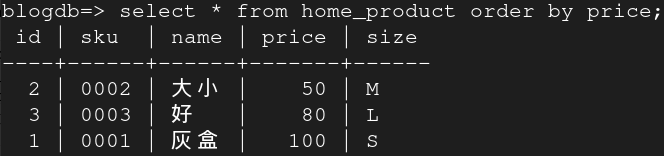 blogdb=> select * from home_product order by price;
 id | sku  | name | price | size
----+------+------+-------+------
  2 | 0002 | 大小 |    50 | M
  3 | 0003 | 好   |    80 | L
  1 | 0001 | 灰盒 |   100 | S